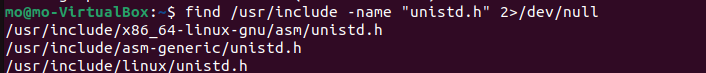 mo@mo-VirtualBox:~$ find /usr/include -name "unistd.h" 2>/dev/null
/usr/include/x86_64-linux-gnu/asm/unistd.h
/usr/include/asm-generic/unistd.h
/usr/include/linux/unistd.h